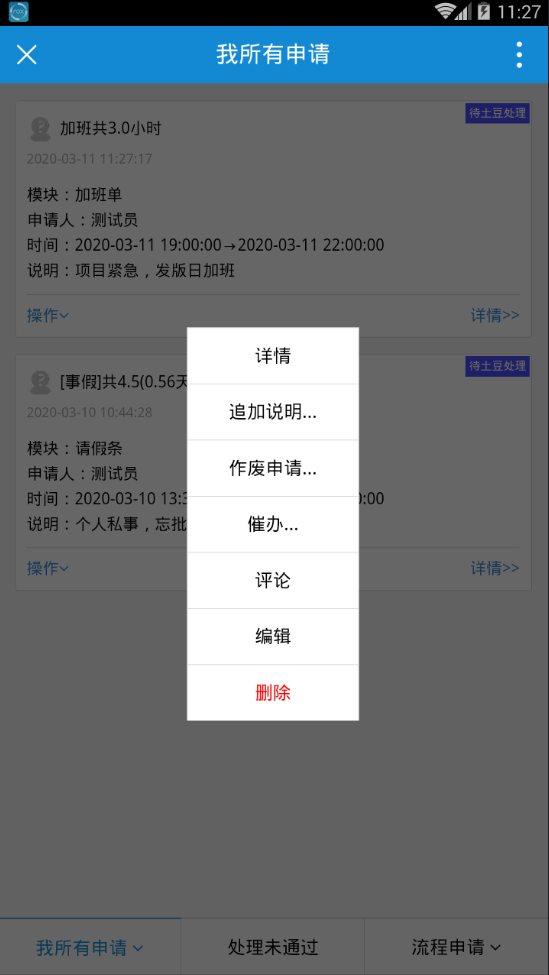 11:27
我所有申请
待土豆处理
加班共3.0小时
2020-03-11 11:27:17
模块：加班单
申请人：测试员
时间：2020-03-11 19:00:00→2020-03-11 22:00:00
说明：项目紧急，发版日加班
操作
详情>>
待土豆处理
[事假]共4.5(0.56天
2020-03-10 10:44:28
模块：请假条
申请人：测试员
时间：2020-03-10 13:3
0:00
说明：个人私事，忘批
操作
详情>>
详情
追加说明...
作废申请...
催办...
评论
编辑
删除
我所有申请
处理未通过
流程申请